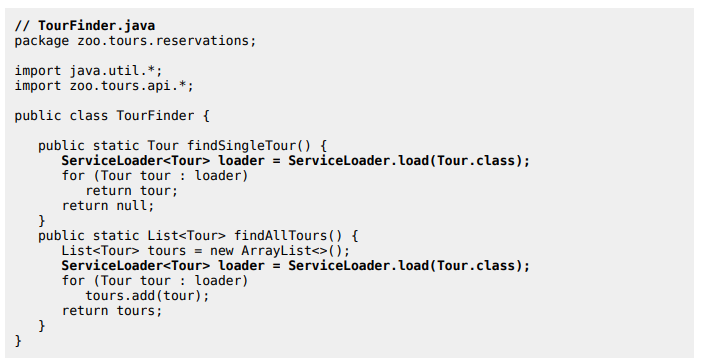 // TourFinder.java
package zoo.tours.reservations;

import java.util.*;
import zoo.tours.api.*;

public class TourFinder {

   public static Tour findSingleTour() {
      ServiceLoader<Tour> loader = ServiceLoader.load(Tour.class);
      for (Tour tour : loader)
         return tour;
      return null;
   }
   public static List<Tour> findAllTours() {
      List<Tour> tours = new ArrayList<>();
      ServiceLoader<Tour> loader = ServiceLoader.load(Tour.class);
      for (Tour tour : loader)
         tours.add(tour);
      return tours;
   }
}